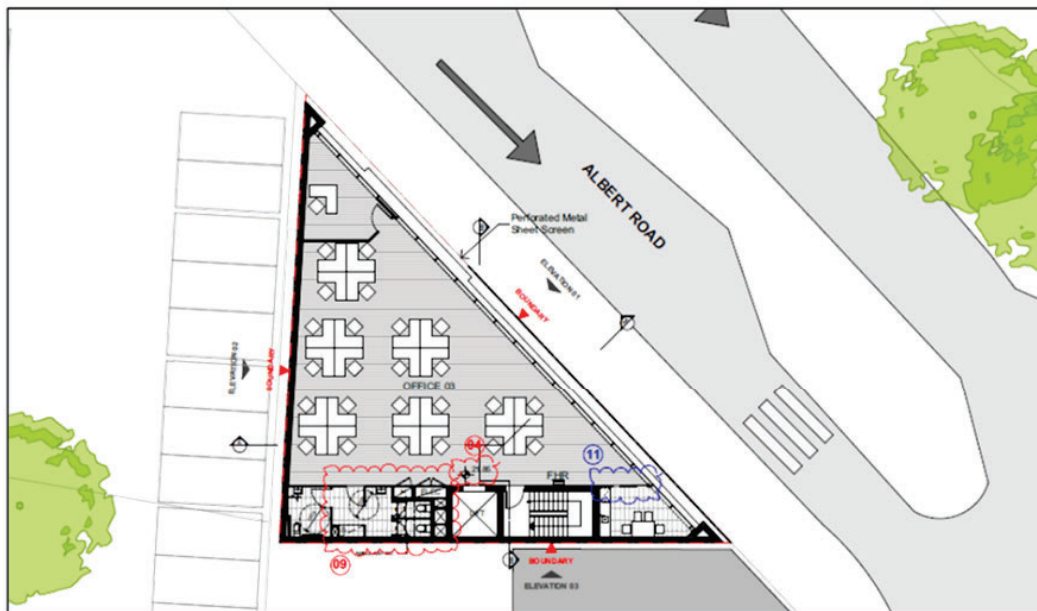 ALBERT ROAD
Perforated Metal
Sheet Screen
ELEVATION 01
BOUNDARY
ELEVATION 02
BOUNDARY
OFFICE 03
04
11
FHR
09
BOUNDARY
ELEVATION 03